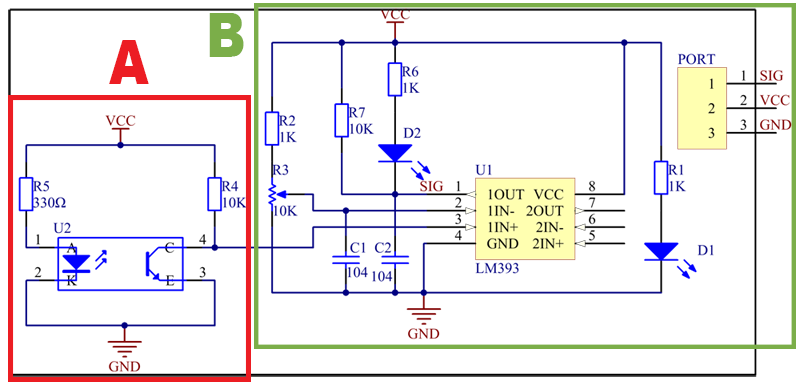 A
B
VCC
R5
330Ω
R4
10K
U2
1
A
C
4
2
K
E
3
GND
VCC
R6
1K
R7
10K
R2
1K
D2
R3
10K
SIG
U1
1
1OUT
VCC
8
2
1IN-
2OUT
7
3
1IN+
2IN-
6
4
GND
2IN+
5
LM393
C1
104
C2
104
GND
R1
1K
D1
PORT
1
1
SIG
2
2
VCC
3
3
GND